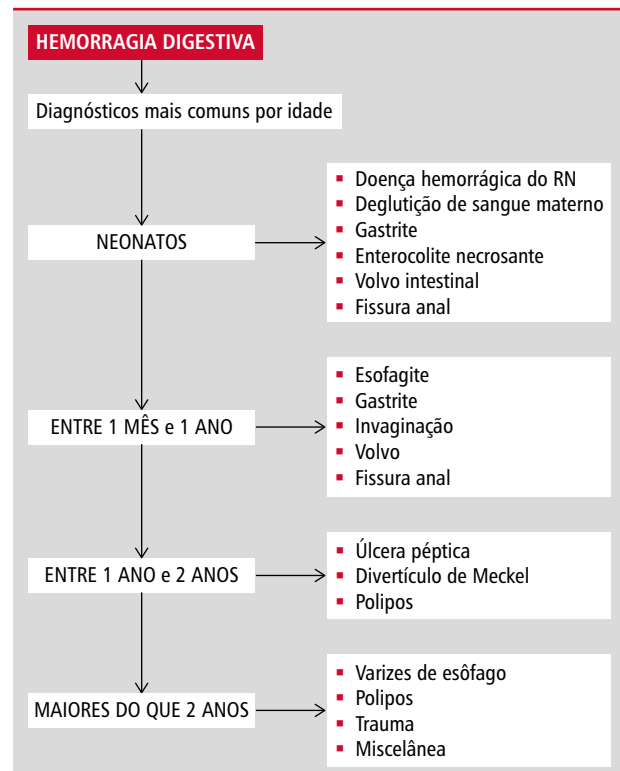 HEMORRAGIA DIGESTIVA
Diagnósticos mais comuns por idade
NEONATOS
▪ Doença hemorrágica do RN
▪ Deglutição de sangue materno
▪ Gastrite
▪ Enterocolite necrosante
▪ Volvo intestinal
▪ Fissura anal
ENTRE 1 MÊS e 1 ANO
▪ Esofagite
▪ Gastrite
▪ Invaginação
▪ Volvo
▪ Fissura anal
ENTRE 1 ANO e 2 ANOS
▪ Úlcera péptica
▪ Divertículo de Meckel
▪ Polipos
MAIORES DO QUE 2 ANOS
▪ Varizes de esôfago
▪ Polipos
▪ Trauma
▪ Miscelânea